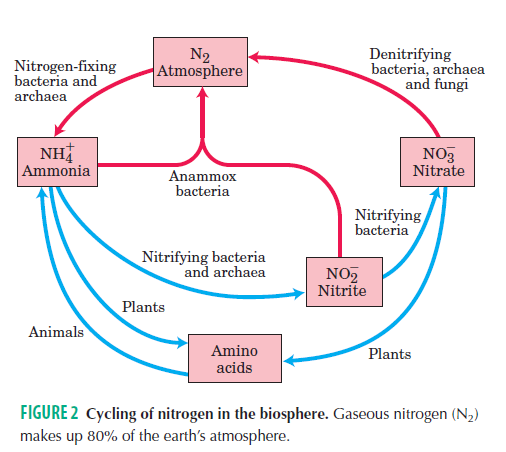 N₂
Atmosphere
Nitrogen-fixing
bacteria and
archaea
Denitrifying
bacteria, archaea
and fungi
NH₄⁺
Ammonia
NO₃⁻
Nitrate
Anammox
bacteria
Nitrifying
bacteria
Nitrifying bacteria
and archaea
NO₂⁻
Nitrite
Plants
Animals
Amino
acids
Plants
FIGURE 2 Cycling of nitrogen in the biosphere. Gaseous nitrogen (N₂)
makes up 80% of the earth's atmosphere.